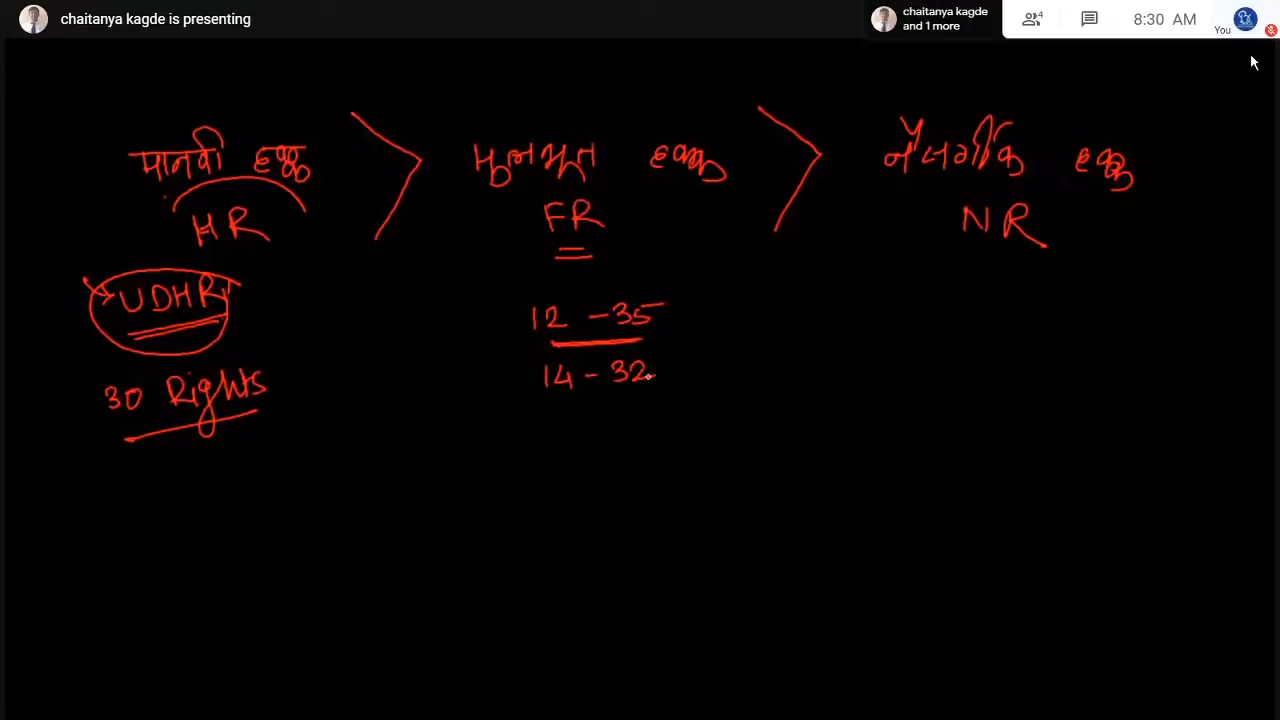 chaitanya kagde is presenting
chaitanya kagde
and 1 more
4
8:30 AM
You
मानवी हक्क > मुलभूत हक्क > नैसर्गिक हक्क
HR
FR
NR
UDHR
12 - 35
14 - 32
30 Rights